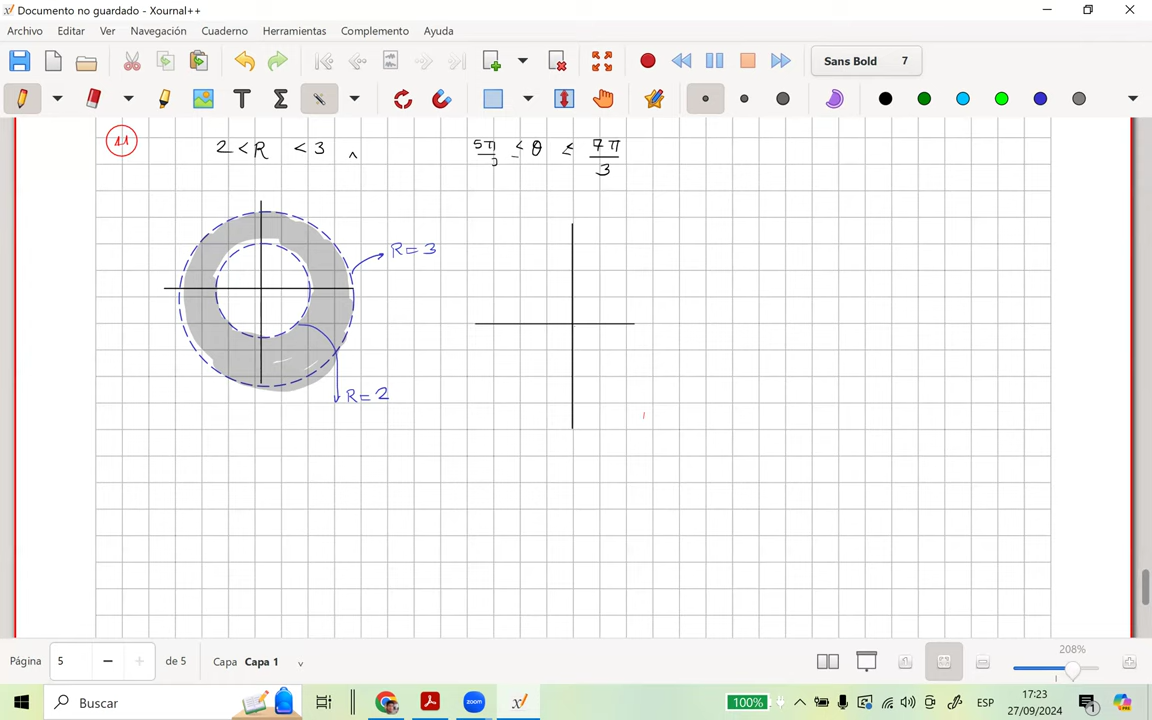 Documento no guardado - Xournal++
Archivo Editar Ver Navegación Cuaderno Herramientas Complemento Ayuda
Sans Bold 7
11 2 < R < 3 ^ 5π/3 ≤ θ ≤ 7π/3
R = 3
R = 2
208%
Página 5 de 5 Capa Capa 1
Buscar 100% ESP 17:23
27/09/2024 1